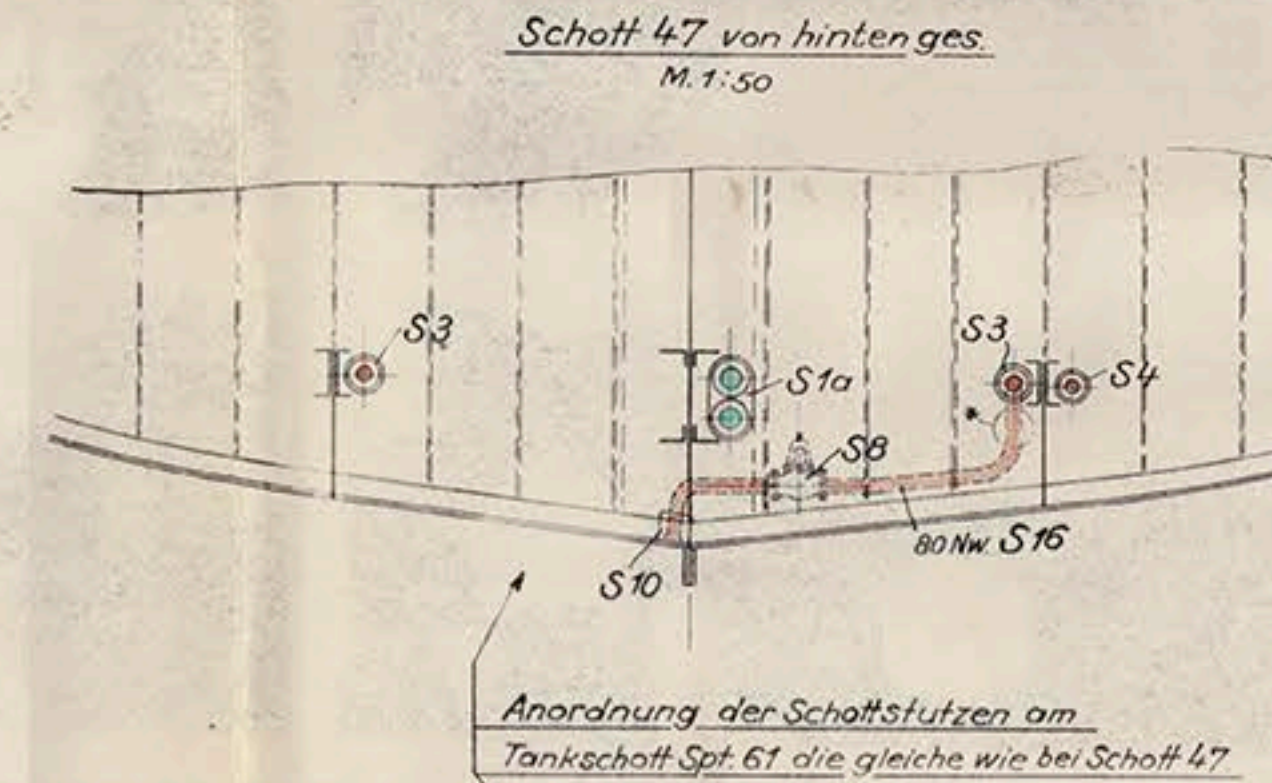 Schott 47 von hinten ges.
M. 1:50
S3
S1a
S3
S4
S8
80 Nw. S16
S10
Anordnung der Schottstutzen am
Tankschott Spt. 61 die gleiche wie bei Schott 47